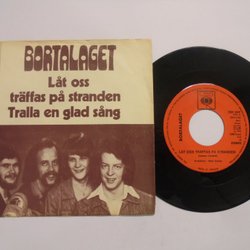 BORTALAGET
Låt oss
träffas på stranden
Tralla en glad sång
CBS
BORTALAGET
LÅT OSS TRÄFFAS PÅ STRANDEN